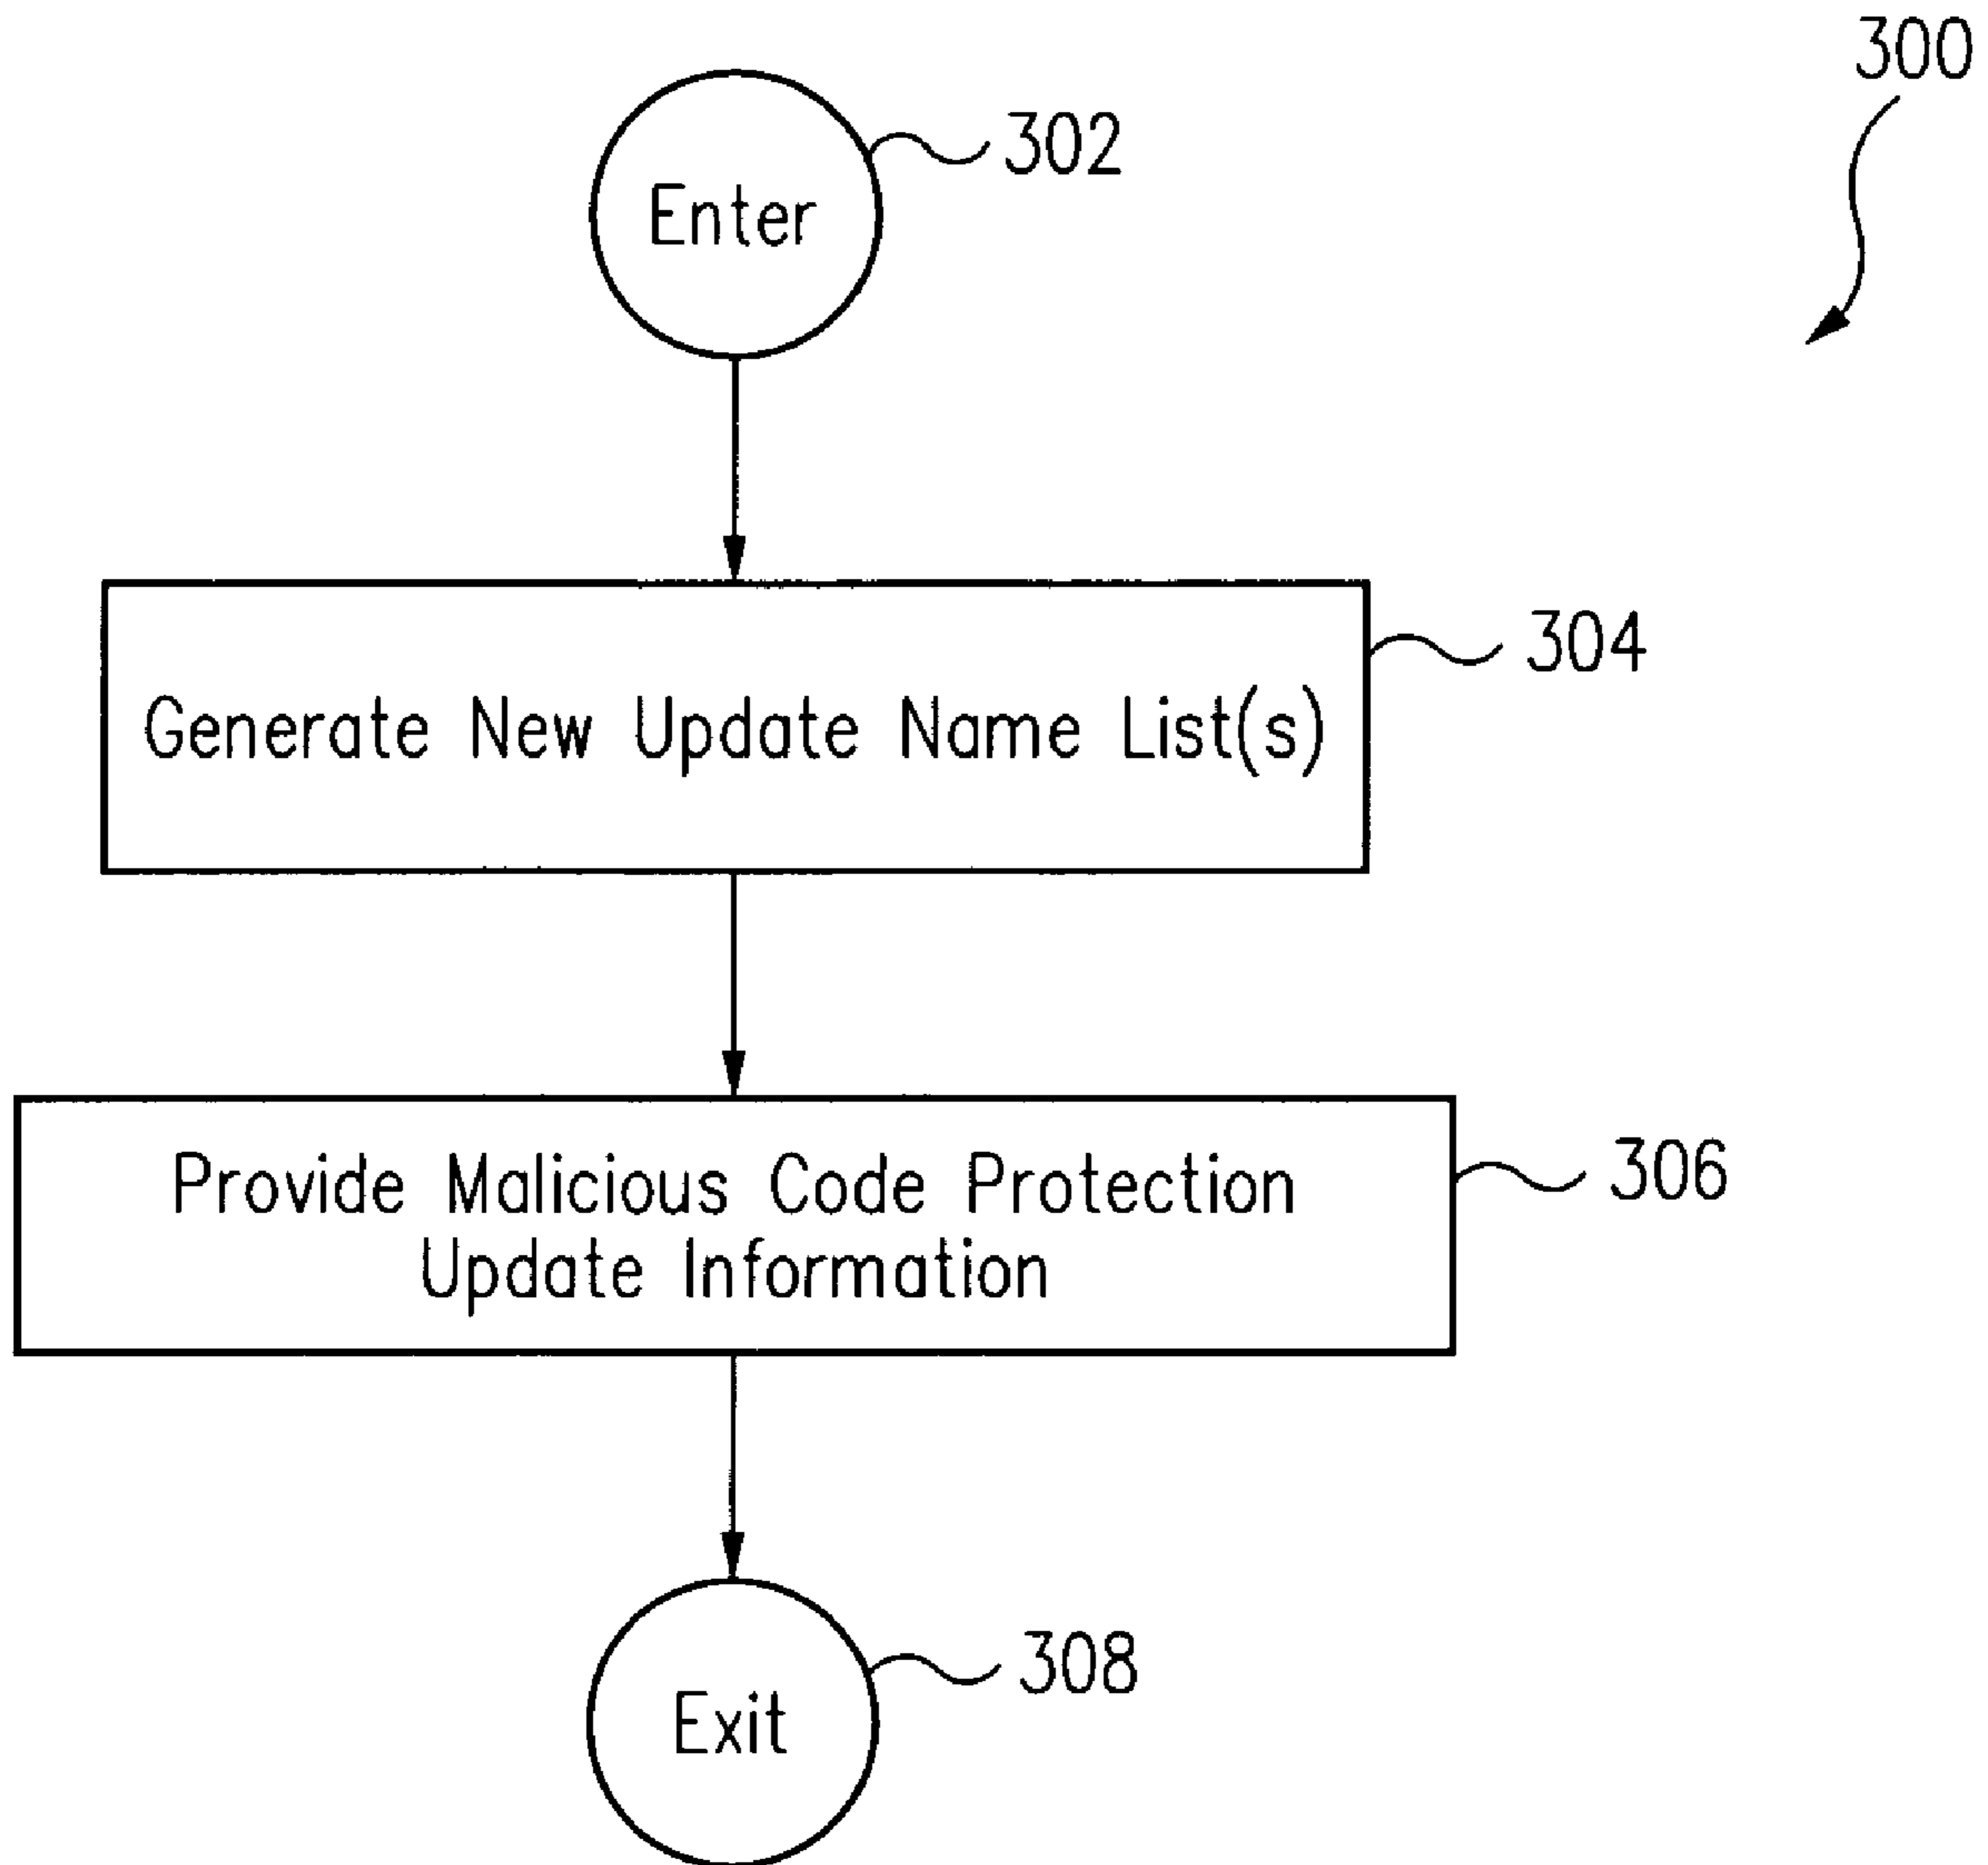 300
302
Enter
304
Generate New Update Name List(s)
306
Provide Malicious Code Protection
Update Information
308
Exit